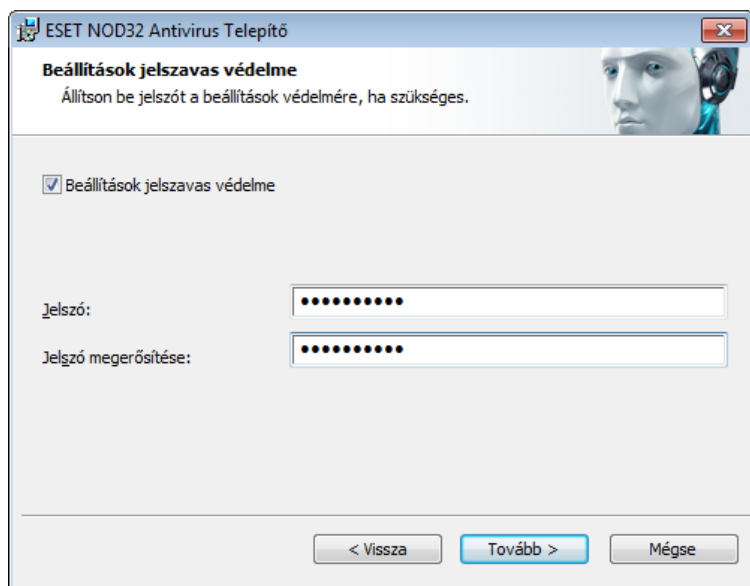 ESET NOD32 Antivirus Telepítő
Beállítások jelszavas védelme
Állítson be jelszót a beállítások védelmére, ha szükséges.
Beállítások jelszavas védelme
Jelszó:
••••••••••
Jelszó megerősítése:
••••••••••
< Vissza
Tovább >
Mégse